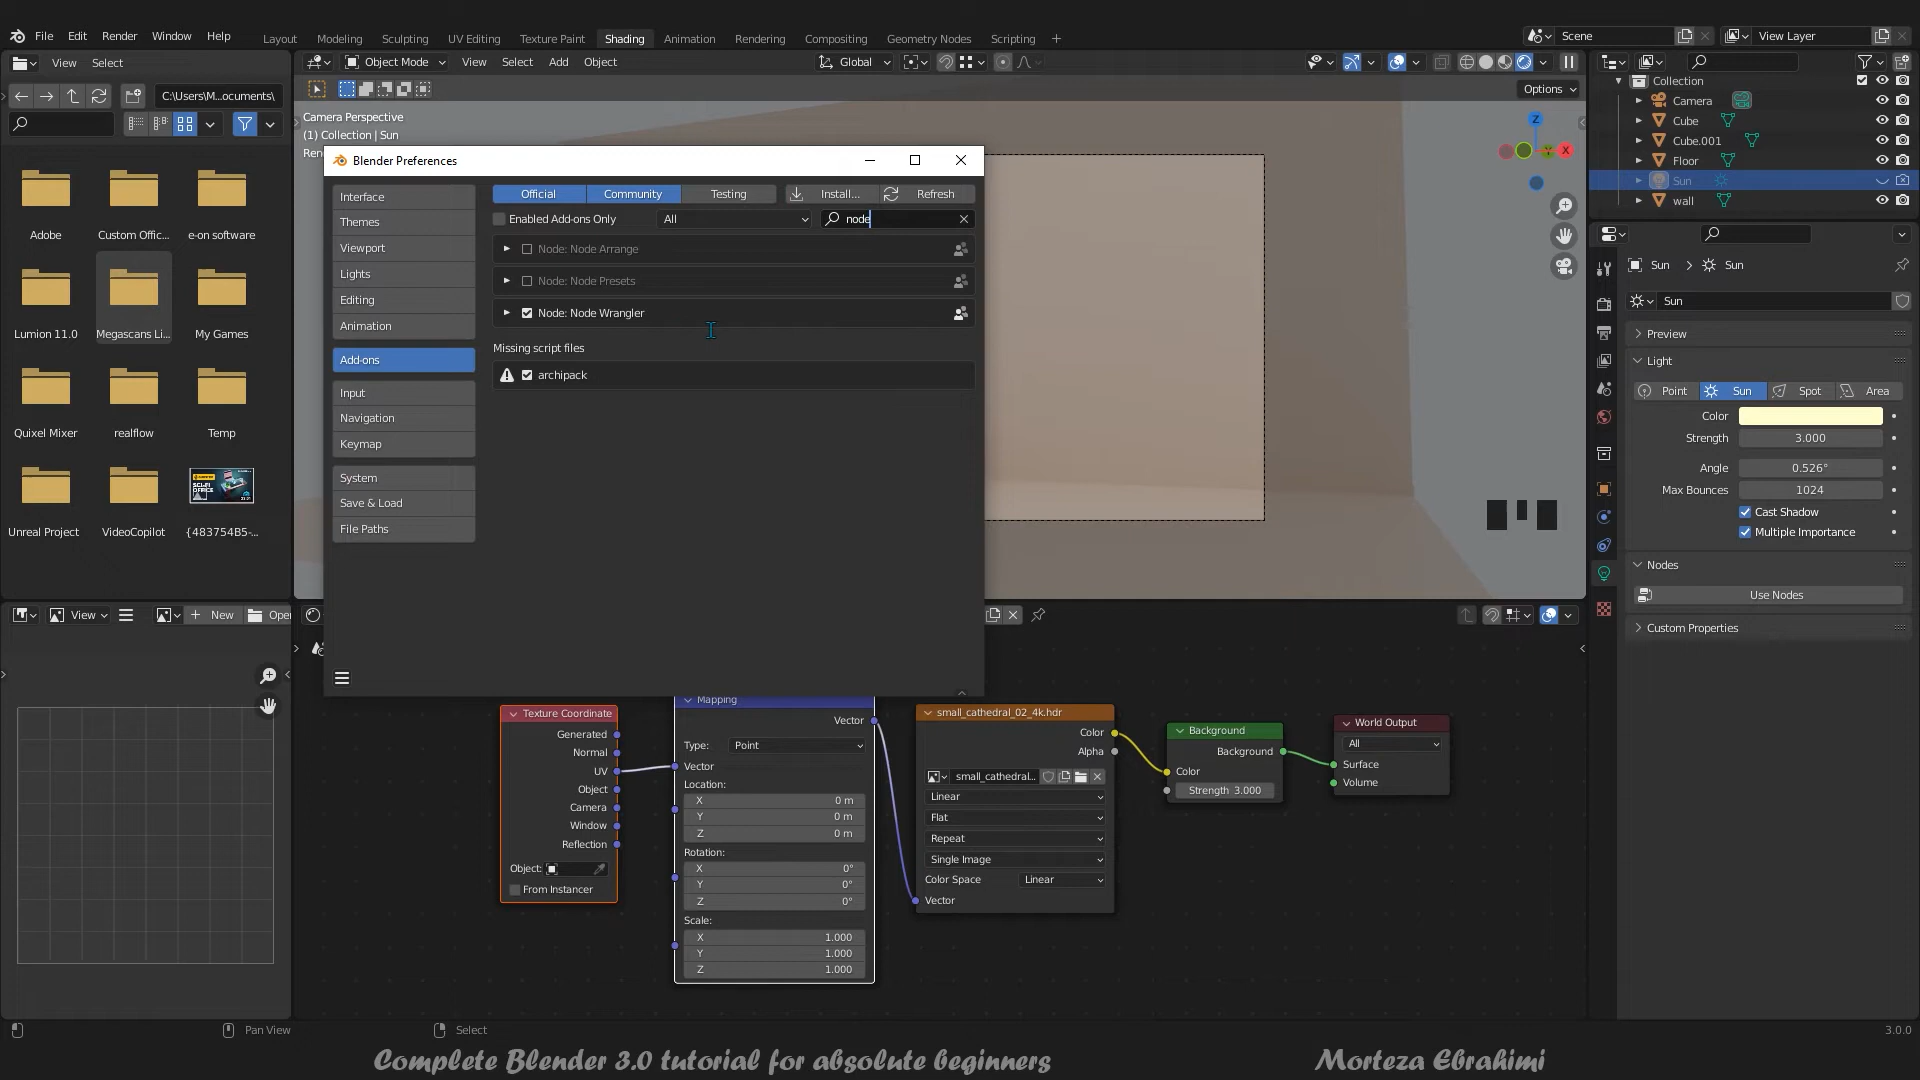 File Edit Render Window Help
Layout Modeling Sculpting UV Editing Texture Paint Shading Animation Rendering Compositing Geometry Nodes Scripting +
Scene
View Layer
View Select
Object Mode View Select Add Object
Global
C:\Users\M...ocuments\
Options
Camera Perspective
(1) Collection | Sun
Adobe
Custom Offic...
e-on software
Lumion 11.0
Megascans Li...
My Games
Quixel Mixer
realflow
Temp
Unreal Project
VideoCopilot
{483754B5-...
Blender Preferences
Interface
Themes
Viewport
Lights
Editing
Animation
Add-ons
Input
Navigation
Keymap
System
Save & Load
File Paths
Official Community Testing Install... Refresh
Enabled Add-ons Only All node
Node: Node Arrange
Node: Node Presets
Node: Node Wrangler
Missing script files
archipack
Z
X
Collection
Camera
Cube
Cube.001
Floor
Sun
wall
Sun > Sun
Sun
Preview
Light
Point Sun Spot Area
Color
Strength 3.000
Angle 0.526°
Max Bounces 1024
Cast Shadow
Multiple Importance
Nodes
Use Nodes
Custom Properties
View New
Texture Coordinate
Generated
Normal
UV
Object
Camera
Window
Reflection
Object:
From Instancer
Mapping
Vector
Type: Point
Vector
Location:
X 0 m
Y 0 m
Z 0 m
Rotation:
X 0°
Y 0°
Z 0°
Scale:
X 1.000
Y 1.000
Z 1.000
small_cathedral_02_4k.hdr
Color
Alpha
small_cathedral...
Linear
Flat
Repeat
Single Image
Color Space Linear
Vector
Background
Background
Color
Strength 3.000
World Output
All
Surface
Volume
Pan View
Select
3.0.0
Complete Blender 3.0 tutorial for absolute beginners
Morteza Ebrahimi